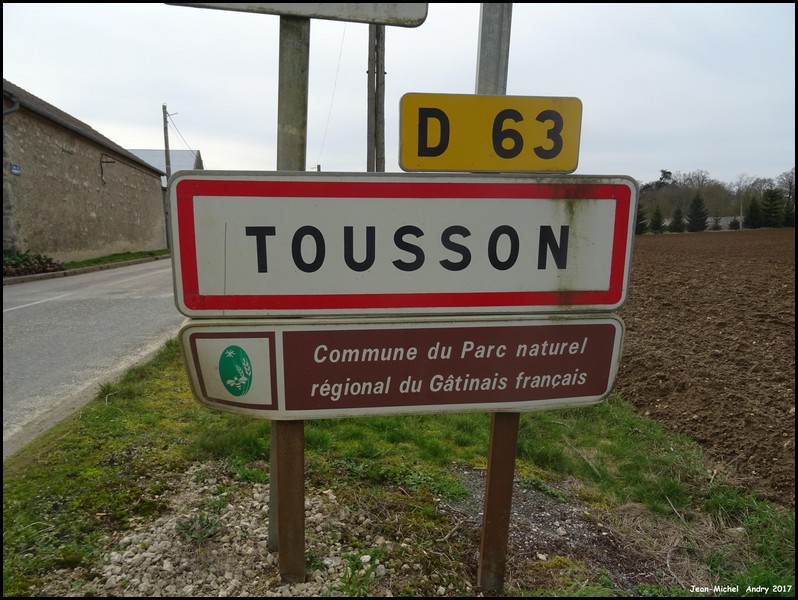 D 63
TOUSSON
Commune du Parc naturel
régional du Gâtinais français
Jean-Michel Andry 2017